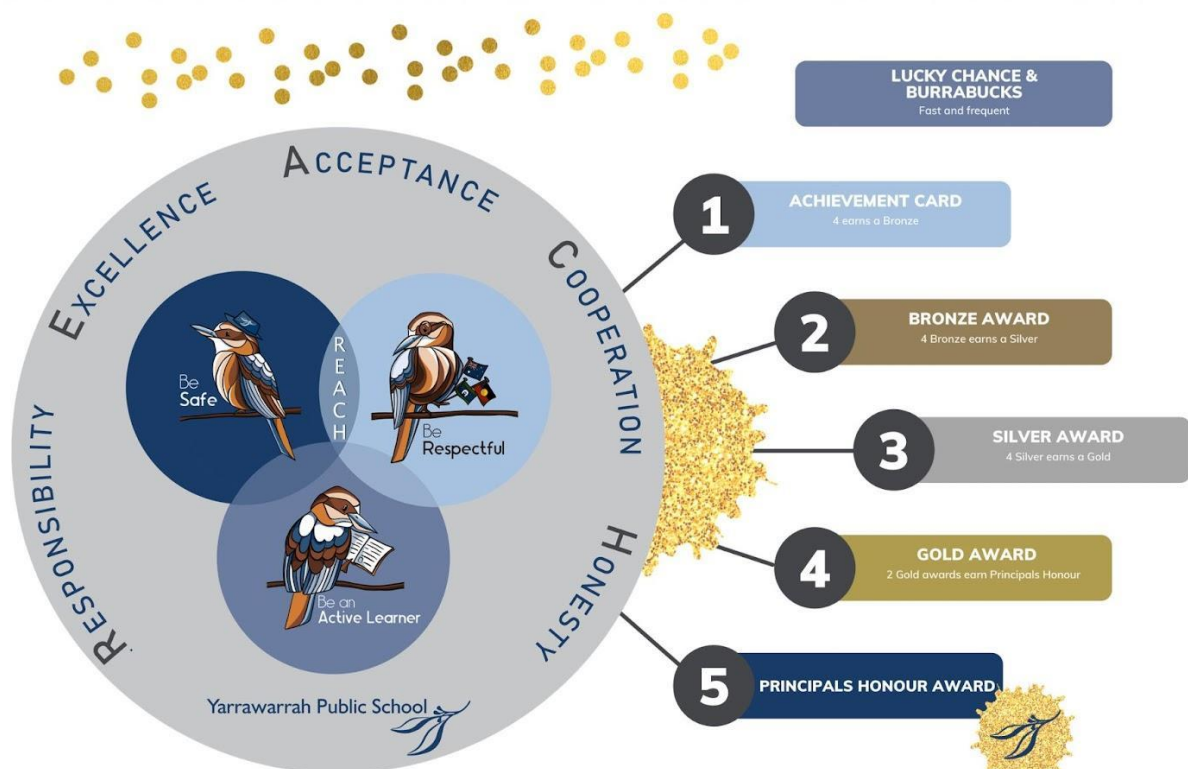 LUCKY CHANCE &
BURRABUCKS
Fast and frequent
RESPONSIBILITY
EXCELLENCE
ACCEPTANCE
COOPERATION
HONESTY
Be
Safe
REACH
Be
Respectful
Be an
Active Learner
Yarrawarrah Public School
1
ACHIEVEMENT CARD
4 earns a Bronze
2
BRONZE AWARD
4 Bronze earns a Silver
3
SILVER AWARD
4 Silver earns a Gold
4
GOLD AWARD
2 Gold awards earn Principals Honour
5
PRINCIPALS HONOUR AWARD